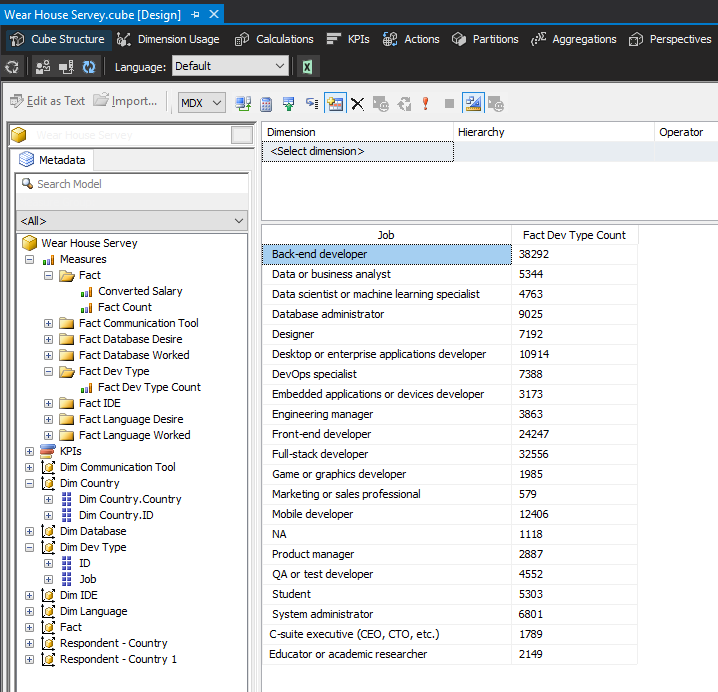 Wear House Servey.cube [Design]
Cube Structure Dimension Usage Calculations KPIs Actions Partitions Aggregations Perspectives
Language: Default
Edit as Text Import... MDX
Wear House Servey
Metadata
Search Model
<All>
Wear House Servey
Measures
Fact
Converted Salary
Fact Count
Fact Communication Tool
Fact Database Desire
Fact Database Worked
Fact Dev Type
Fact Dev Type Count
Fact IDE
Fact Language Desire
Fact Language Worked
KPIs
Dim Communication Tool
Dim Country
Dim Country.Country
Dim Country.ID
Dim Database
Dim Dev Type
ID
Job
Dim IDE
Dim Language
Fact
Respondent - Country
Respondent - Country 1
Dimension Hierarchy Operator
<Select dimension>
Job Fact Dev Type Count
Back-end developer 38292
Data or business analyst 5344
Data scientist or machine learning specialist 4763
Database administrator 9025
Designer 7192
Desktop or enterprise applications developer 10914
DevOps specialist 7388
Embedded applications or devices developer 3173
Engineering manager 3863
Front-end developer 24247
Full-stack developer 32556
Game or graphics developer 1985
Marketing or sales professional 579
Mobile developer 12406
NA 1118
Product manager 2887
QA or test developer 4552
Student 5303
System administrator 6801
C-suite executive (CEO, CTO, etc.) 1789
Educator or academic researcher 2149